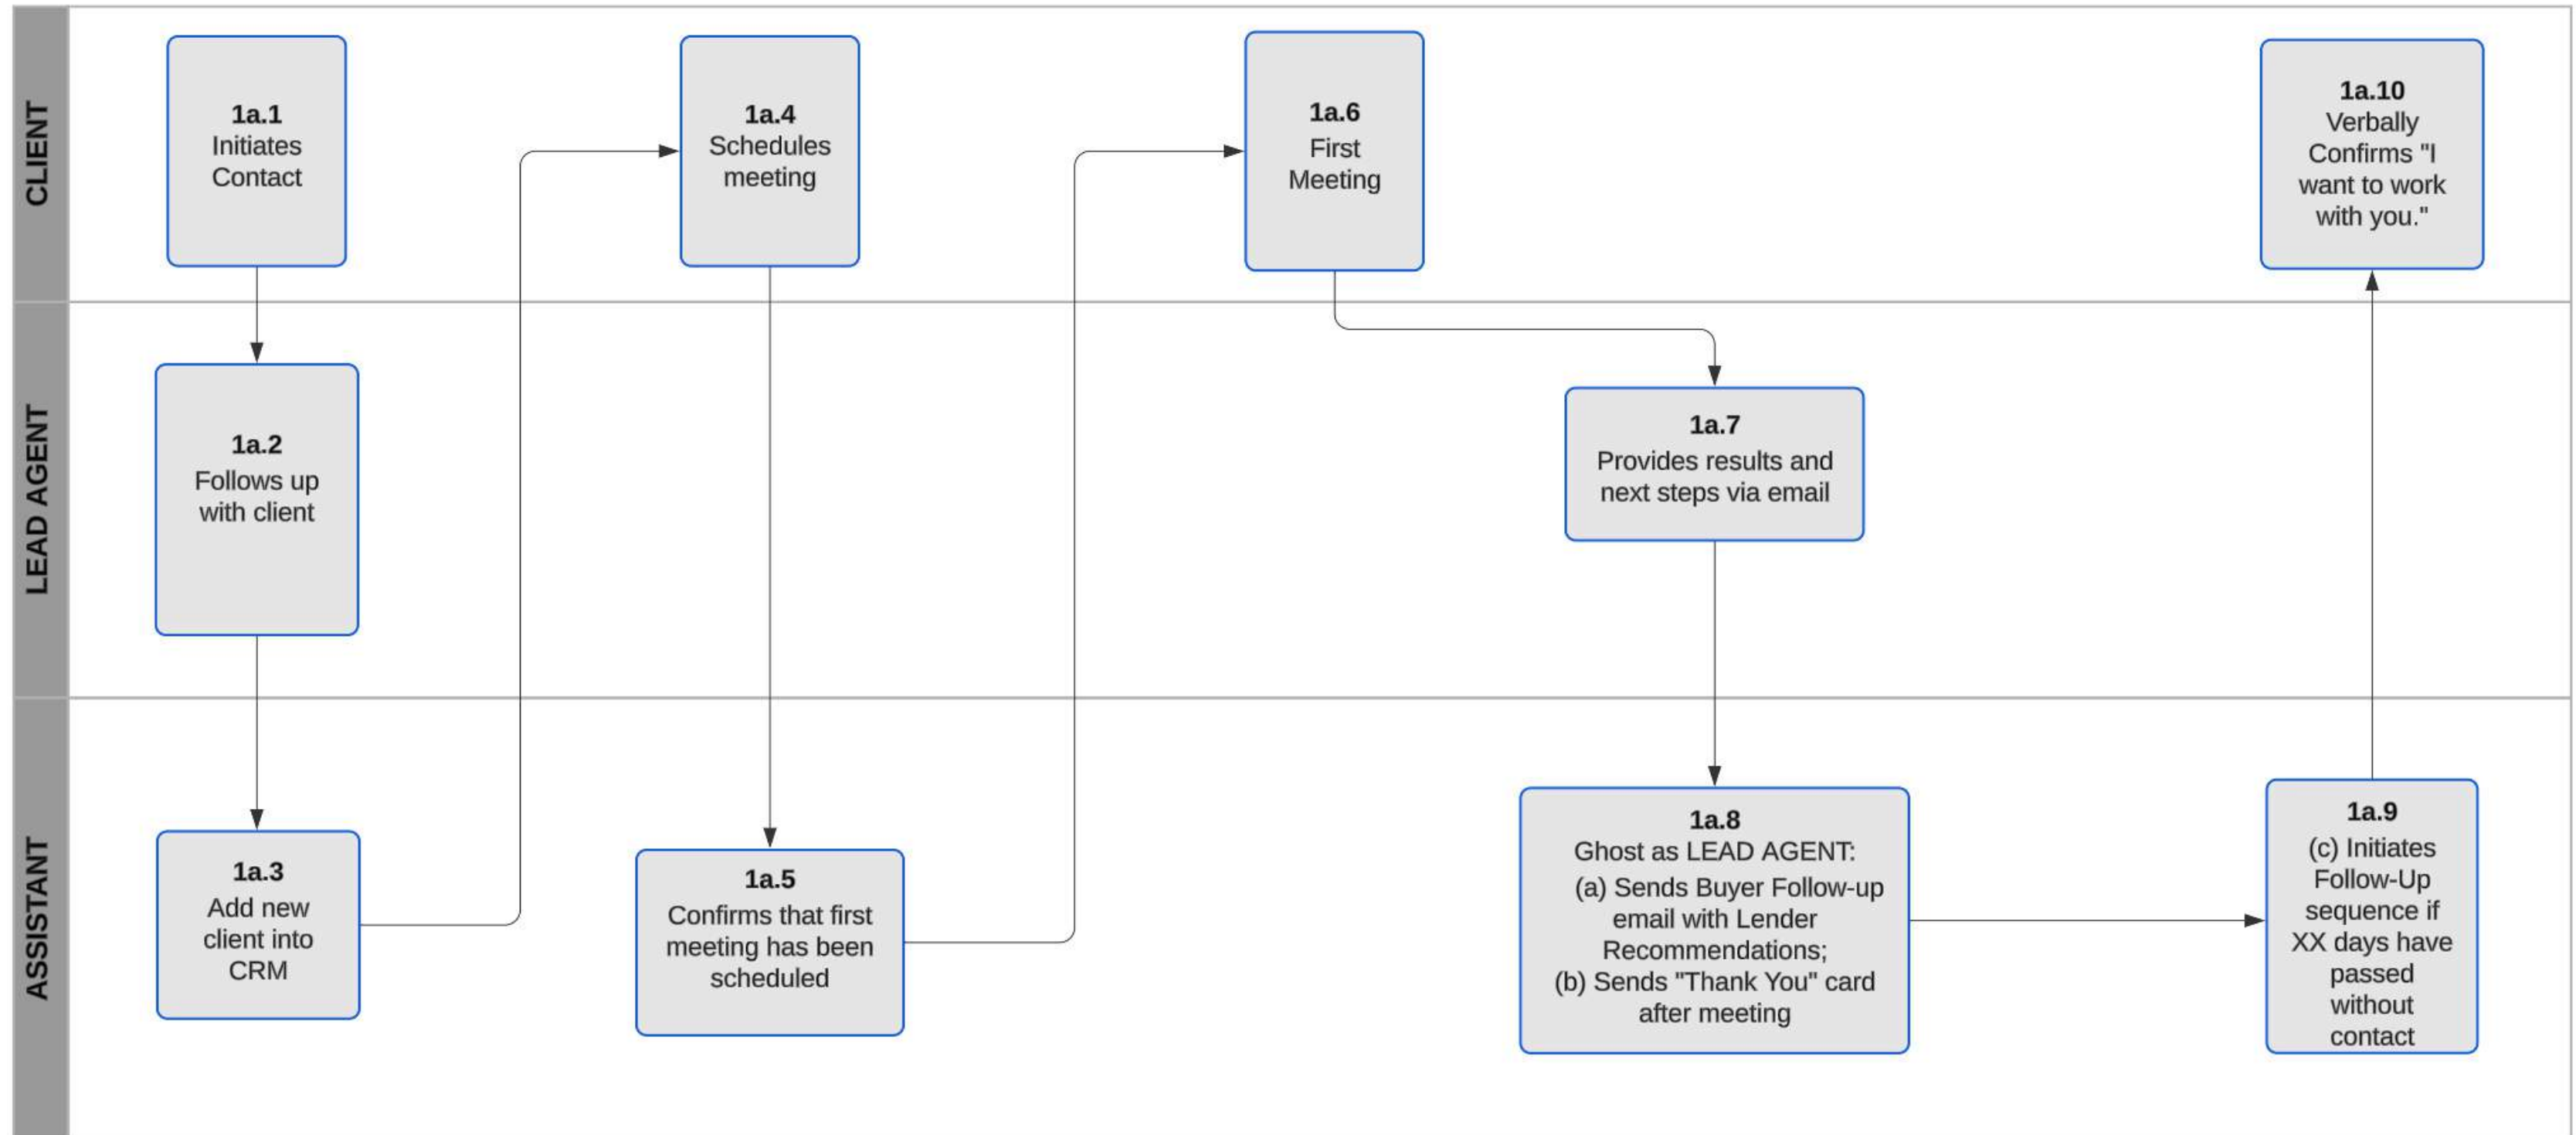 CLIENT
1a.1
Initiates
Contact
1a.4
Schedules
meeting
1a.6
First
Meeting
1a.10
Verbally
Confirms "I
want to work
with you."
LEAD AGENT
1a.2
Follows up
with client
1a.7
Provides results and
next steps via email
ASSISTANT
1a.3
Add new
client into
CRM
1a.5
Confirms that first
meeting has been
scheduled
1a.8
Ghost as LEAD AGENT:
(a) Sends Buyer Follow-up
email with Lender
Recommendations;
(b) Sends "Thank You" card
after meeting
1a.9
(c) Initiates
Follow-Up
sequence if
XX days have
passed
without
contact